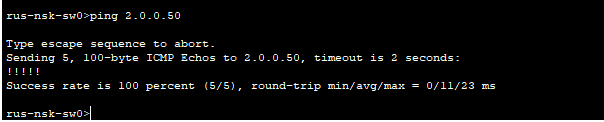 rus-nsk-sw0>ping 2.0.0.50
Type escape sequence to abort.
Sending 5, 100-byte ICMP Echos to 2.0.0.50, timeout is 2 seconds:
!!!!!
Success rate is 100 percent (5/5), round-trip min/avg/max = 0/11/23 ms
rus-nsk-sw0>